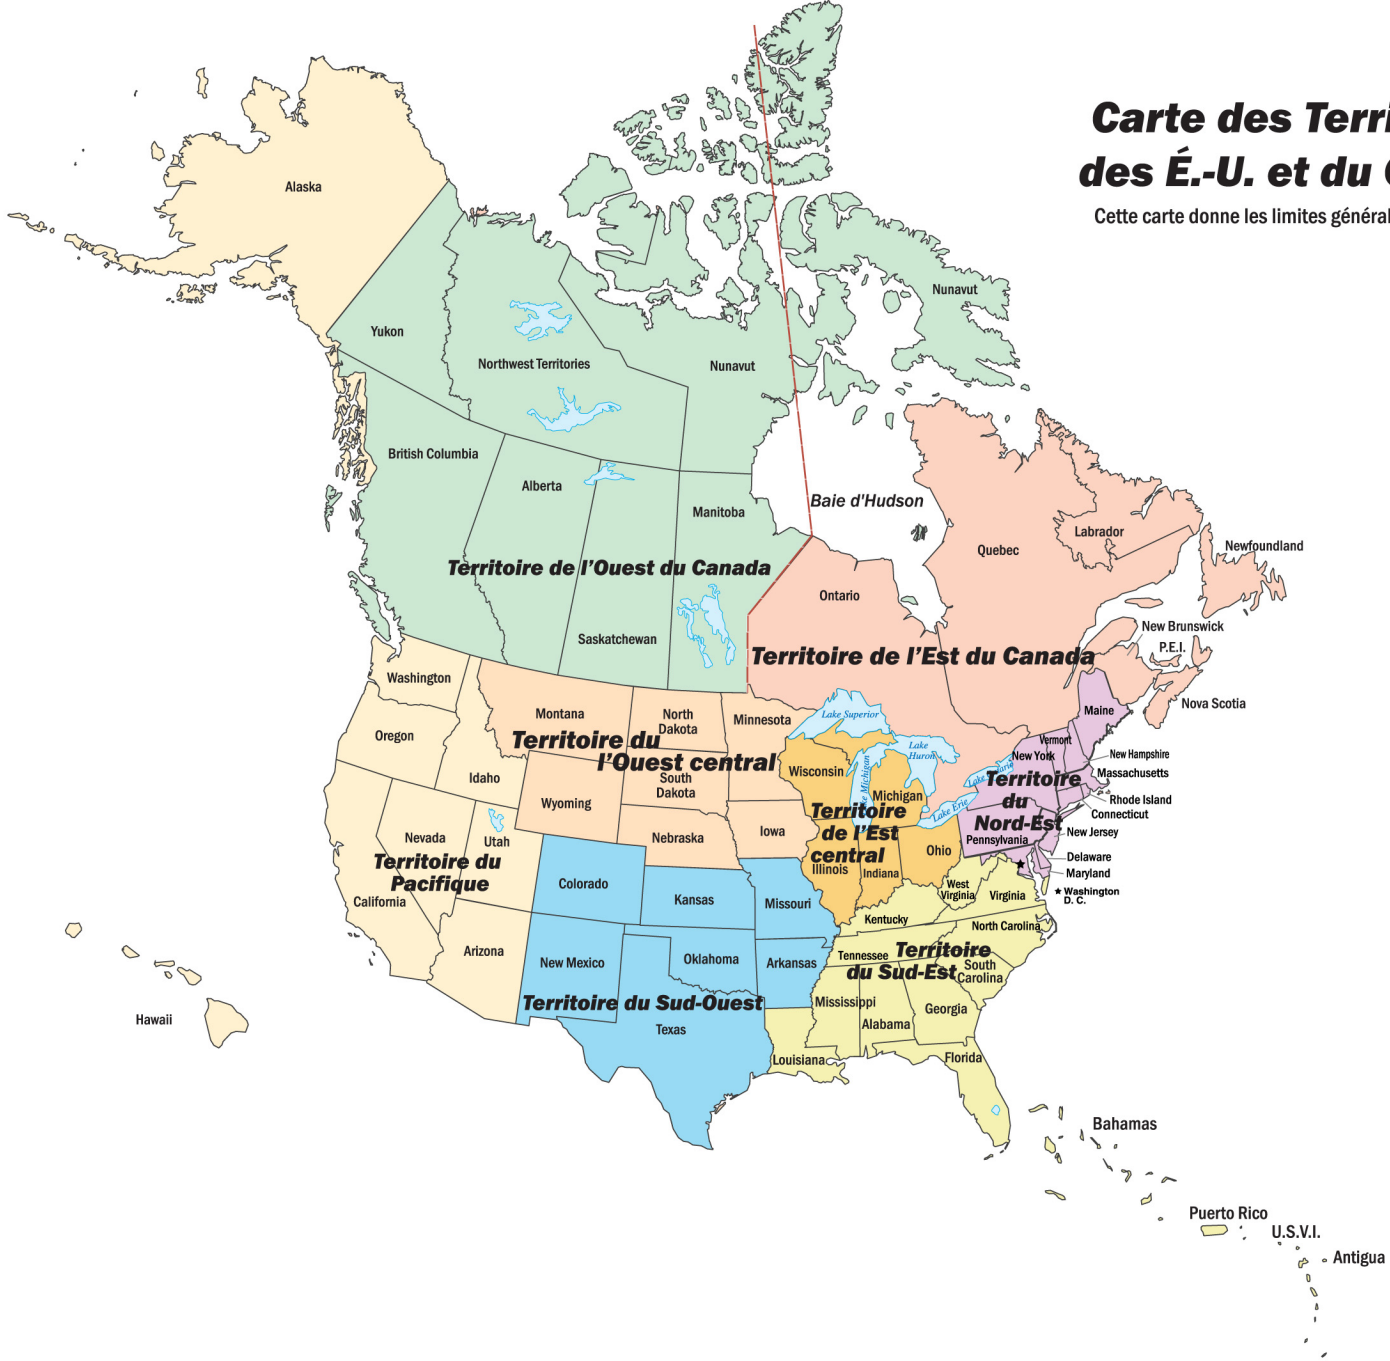 Carte des Terri
des É.-U. et du
Cette carte donne les limites général
Alaska
Yukon
Northwest Territories
Nunavut
Nunavut
British Columbia
Alberta
Manitoba
Saskatchewan
Territoire de l'Ouest du Canada
Baie d'Hudson
Ontario
Quebec
Labrador
Newfoundland
New Brunswick
P.E.I.
Nova Scotia
Territoire de l'Est du Canada
Washington
Oregon
Idaho
Nevada
Utah
California
Arizona
Hawaii
Territoire du
Pacifique
Montana
North
Dakota
Minnesota
Territoire du
l'Ouest central
South
Dakota
Wyoming
Nebraska
Iowa
Lake Superior
Lake
Huron
ke Michigan
Lake Erie
Wisconsin
Michigan
Territoire
de l'Est
central
Illinois
Indiana
Ohio
Maine
Vermont
New York
New Hampshire
Massachusetts
Rhode Island
Connecticut
New Jersey
Pennsylvania
Delaware
Maryland
Washington
D. C.
Territoire
du
Nord-Est
Colorado
Kansas
Missouri
New Mexico
Oklahoma
Arkansas
Territoire du Sud-Ouest
Texas
West
Virginia
Virginia
Kentucky
North Carolina
Tennessee
Territoire
du Sud-Est
South
Carolina
Mississippi
Alabama
Georgia
Louisiana
Florida
Bahamas
Puerto Rico
U.S.V.I.
Antigua